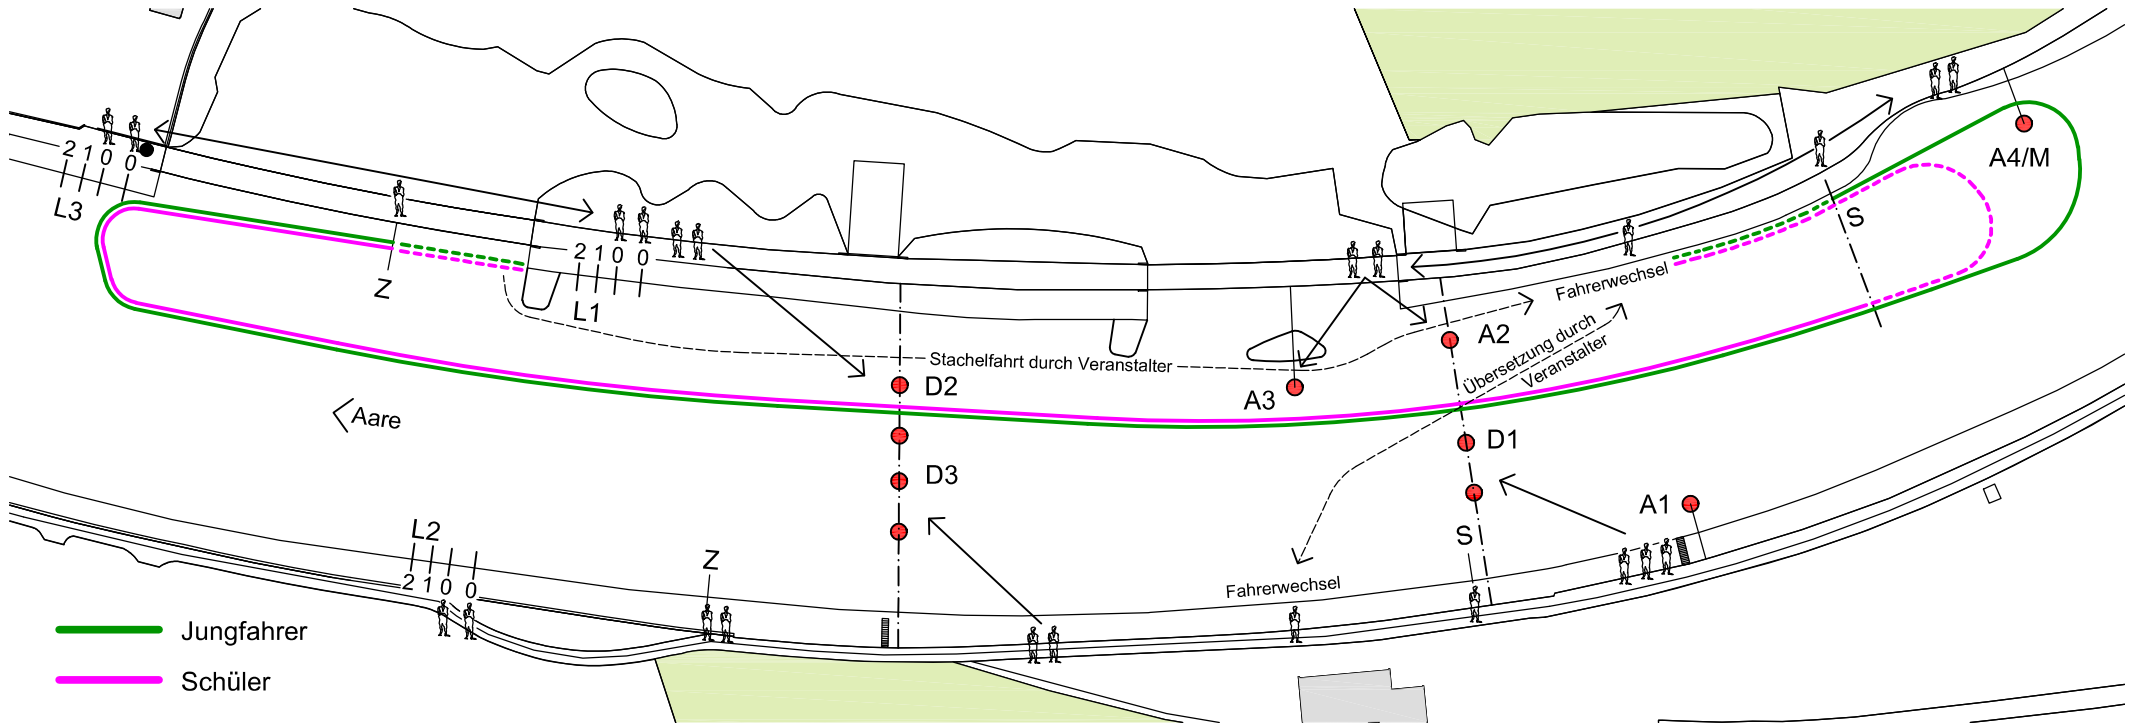 A4/M
2 1 0 0
L3
S
2 1 0 0
L1
Z
Fahrerwechsel
A2
Übersetzung durch
Veranstalter
Stachelfahrt durch Veranstalter
D2
A3
Aare
D1
D3
A1
L2
S
Z
2 1 0 0
Fahrerwechsel
Jungfahrer
Schüler